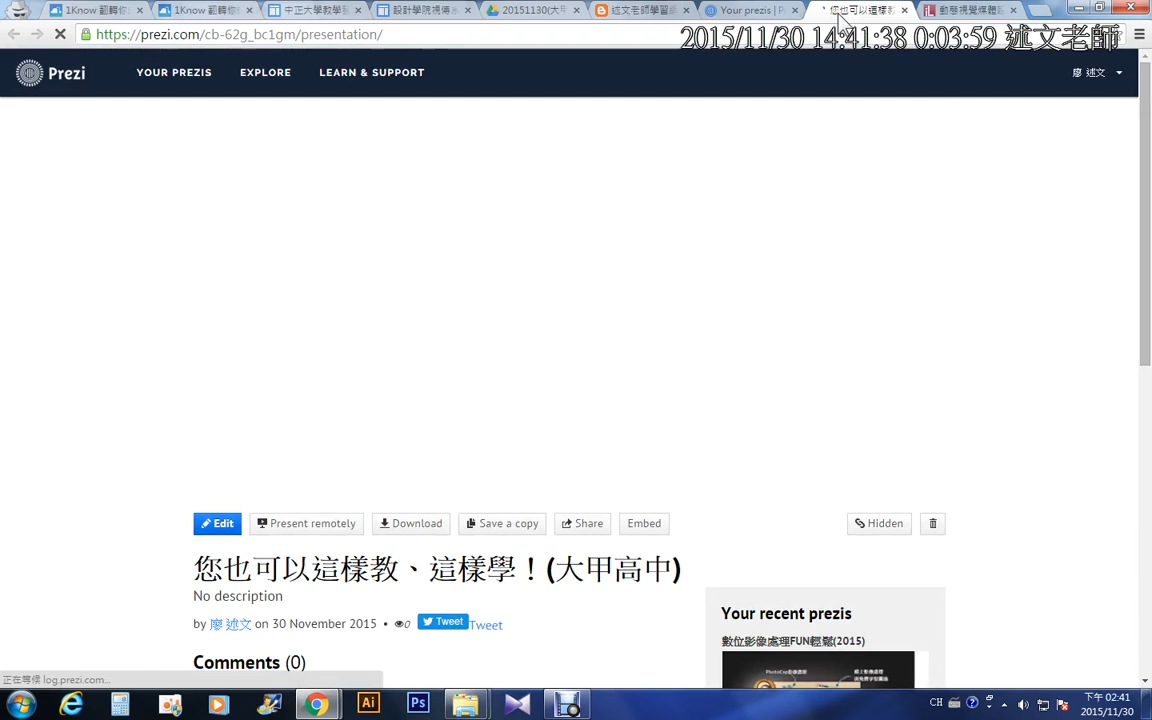 1Know 翻轉你
1Know 翻轉你
中正大學教學
設計學院視傳
20151130(大甲
述文老師學習
Your prezis | P
您也可以這樣教
動態視覺媒體
https://prezi.com/cb-62g_bc1gm/presentation/
2015/11/30 14:41:38 0:03:59 述文老師
Prezi
YOUR PREZIS
EXPLORE
LEARN & SUPPORT
廖 述文
Edit
Present remotely
Download
Save a copy
Share
Embed
Hidden
您也可以這樣教、這樣學！(大甲高中)
No description
by 廖 述文 on 30 November 2015 • 0
Tweet
Tweet
Comments (0)
Your recent prezis
數位影像處理FUN輕鬆(2015)
正在等候 log.prezi.com...
Ai
Ps
CH
下午 02:41
2015/11/30